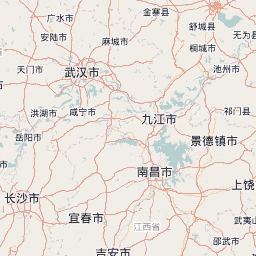 金寨县
广水市
舒城县
安陆市
麻城市
无为县
桐城市
天门市
武汉市
池州市
洪湖市
咸宁市
九江市
祁门县
岳阳市
景德镇市
南昌市
上饶
长沙市
宜春市
武夷山
江西省
邵武市
吉安市